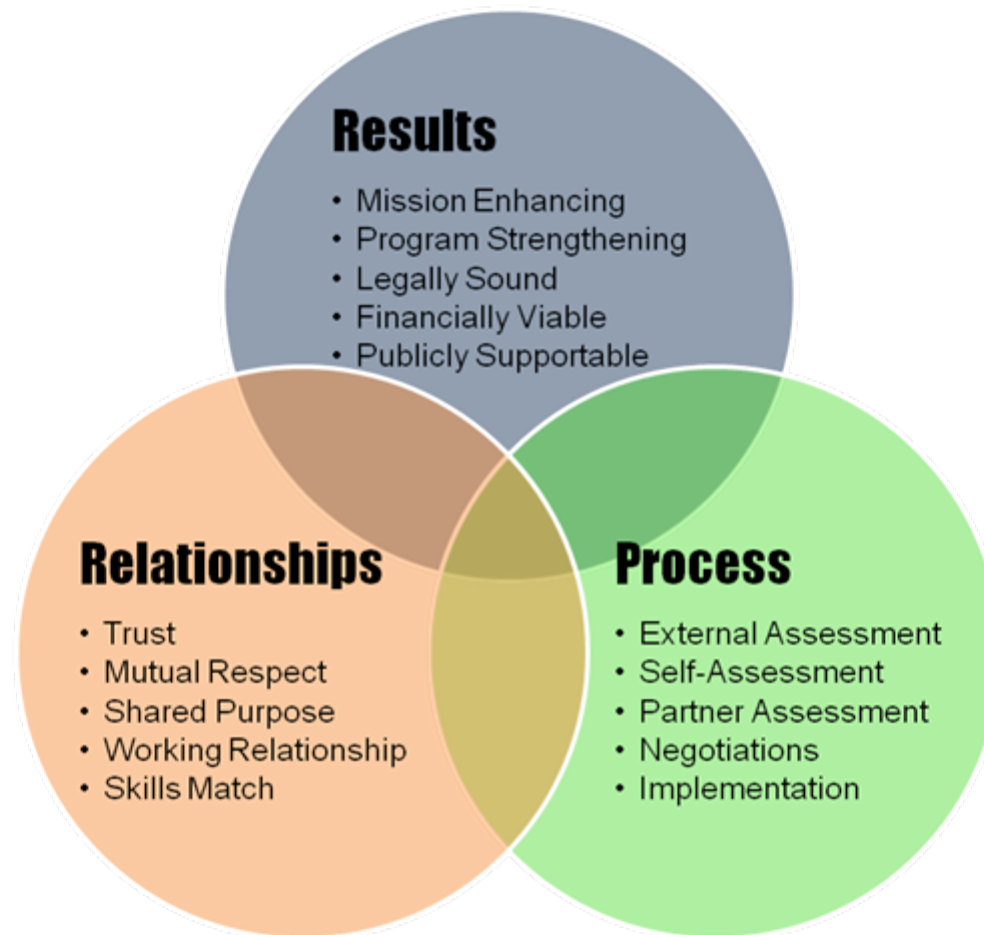 Results
• Mission Enhancing
• Program Strengthening
• Legally Sound
• Financially Viable
• Publicly Supportable
Relationships
• Trust
• Mutual Respect
• Shared Purpose
• Working Relationship
• Skills Match
Process
• External Assessment
• Self-Assessment
• Partner Assessment
• Negotiations
• Implementation